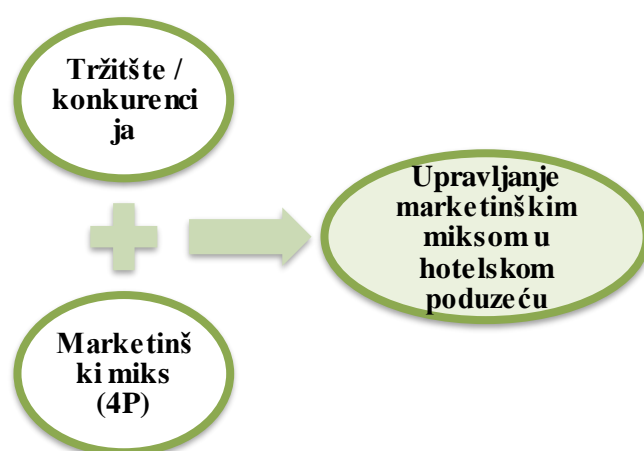 Tržitšte /
konkurenci
ja
Upravljanje
marketinškim
miksom u
hotelskom
poduzeću
Marketinš
ki miks
(4P)